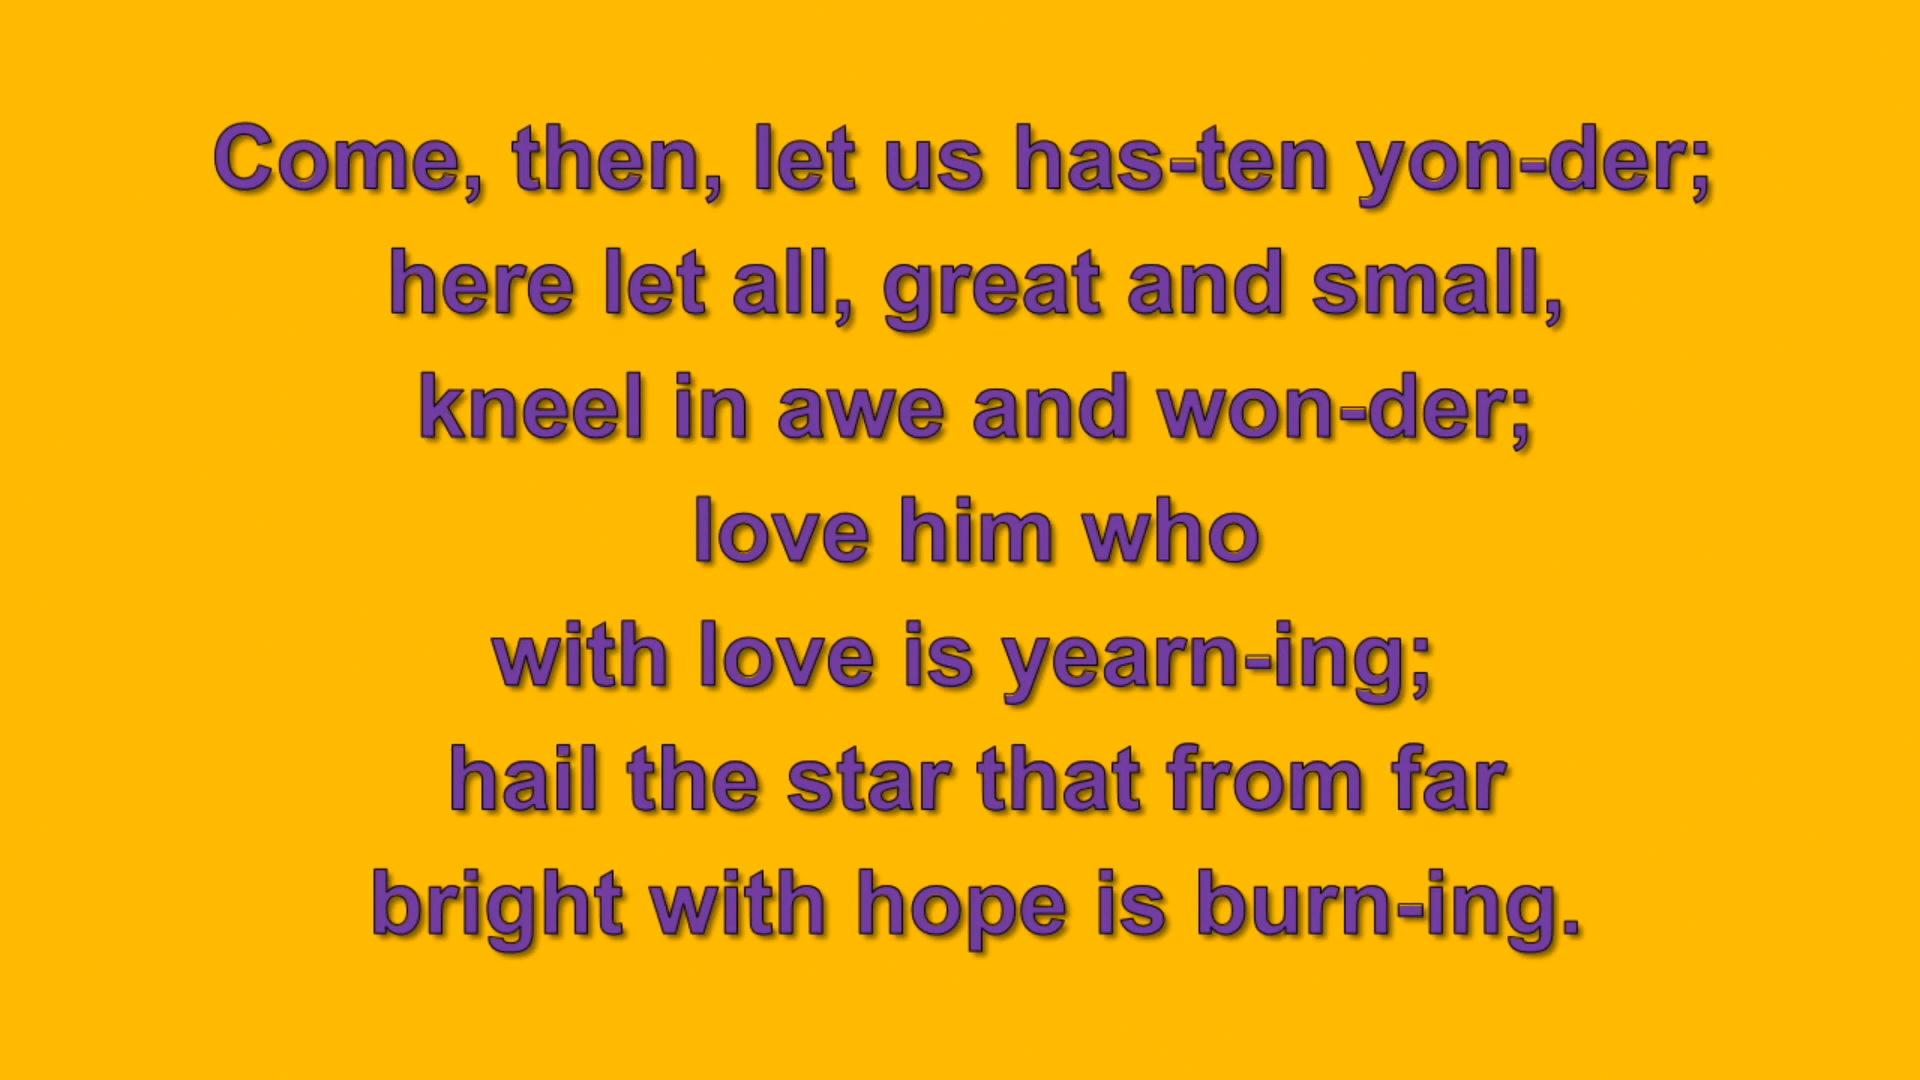 Come, then, let us has-ten yon-der;
here let all, great and small,
kneel in awe and won-der;
love him who
with love is yearn-ing;
hail the star that from far
bright with hope is burn-ing.